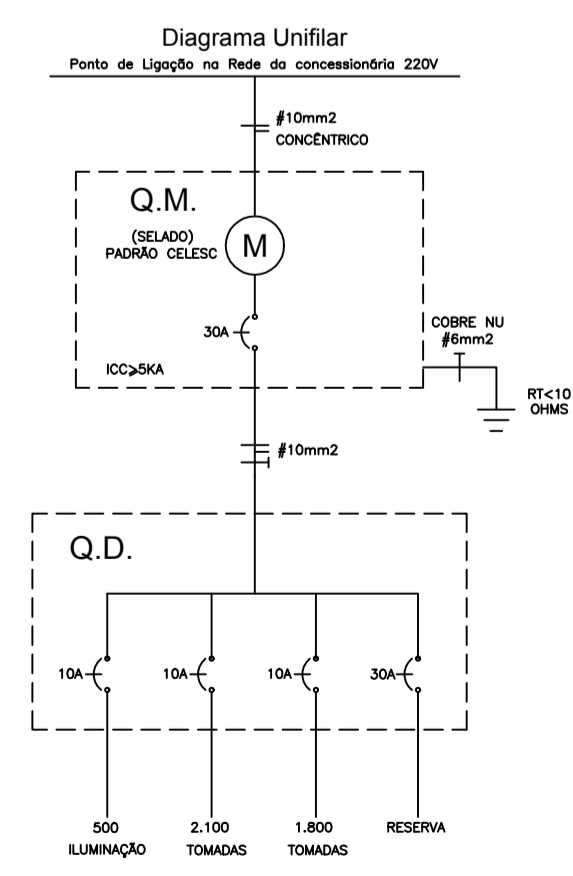 Diagrama Unifilar
Ponto de Ligação na Rede da concessionária 220V
#10mm2
CONCÊNTRICO
Q.M.
(SELADO)
PADRÃO CELESC
M
30A
ICC⩾5KA
COBRE NU
#6mm2
RT<10
OHMS
#10mm2
Q.D.
10A
10A
10A
30A
500
ILUMINAÇÃO
2.100
TOMADAS
1.800
TOMADAS
RESERVA